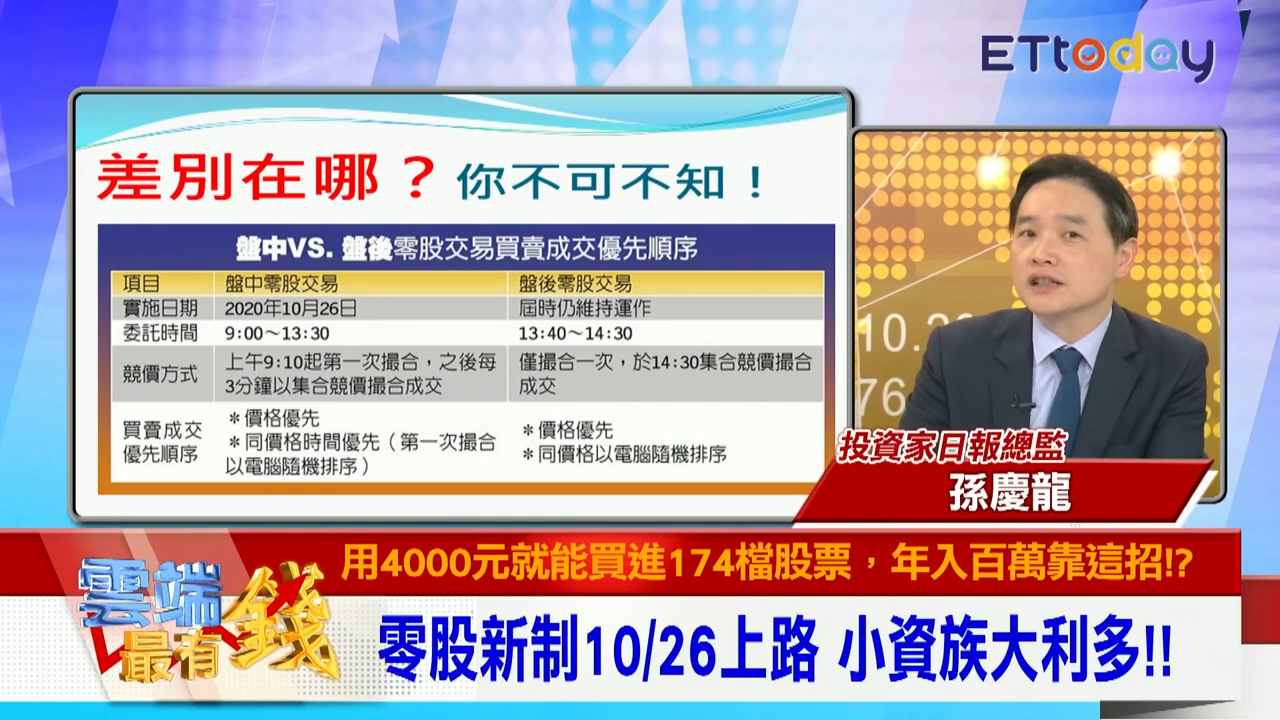 ETtoday
差別在哪？你不可不知！
盤中VS. 盤後零股交易買賣成交優先順序
項目 盤中零股交易 盤後零股交易
實施日期 2020年10月26日 屆時仍維持運作
委託時間 9:00～13:30 13:40～14:30
競價方式 上午9:10起第一次撮合，之後每3分鐘以集合競價撮合成交 僅撮合一次，於14:30集合競價撮合成交
買賣成交優先順序 ＊價格優先 ＊同價格時間優先（第一次撮合以電腦隨機排序） ＊價格優先 ＊同價格以電腦隨機排序
10.2
76
投資家日報總監
孫慶龍
雲端最有錢
用4000元就能買進174檔股票，年入百萬靠這招!?
零股新制10/26上路 小資族大利多!!